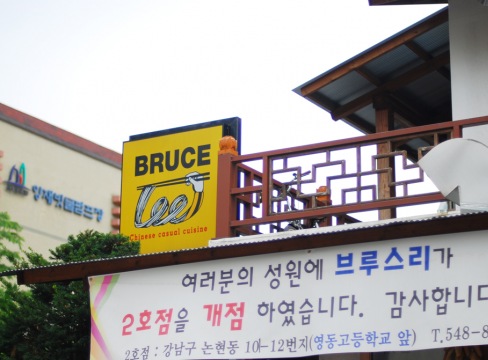 BRUCE
Lee
Chinese casual cuisine
여러분의 성원에 브루스리가
2호점을 개점 하였습니다. 감사합니다
2호점 : 강남구 논현동 10-12번지(영동고등학교 앞) T.548-8